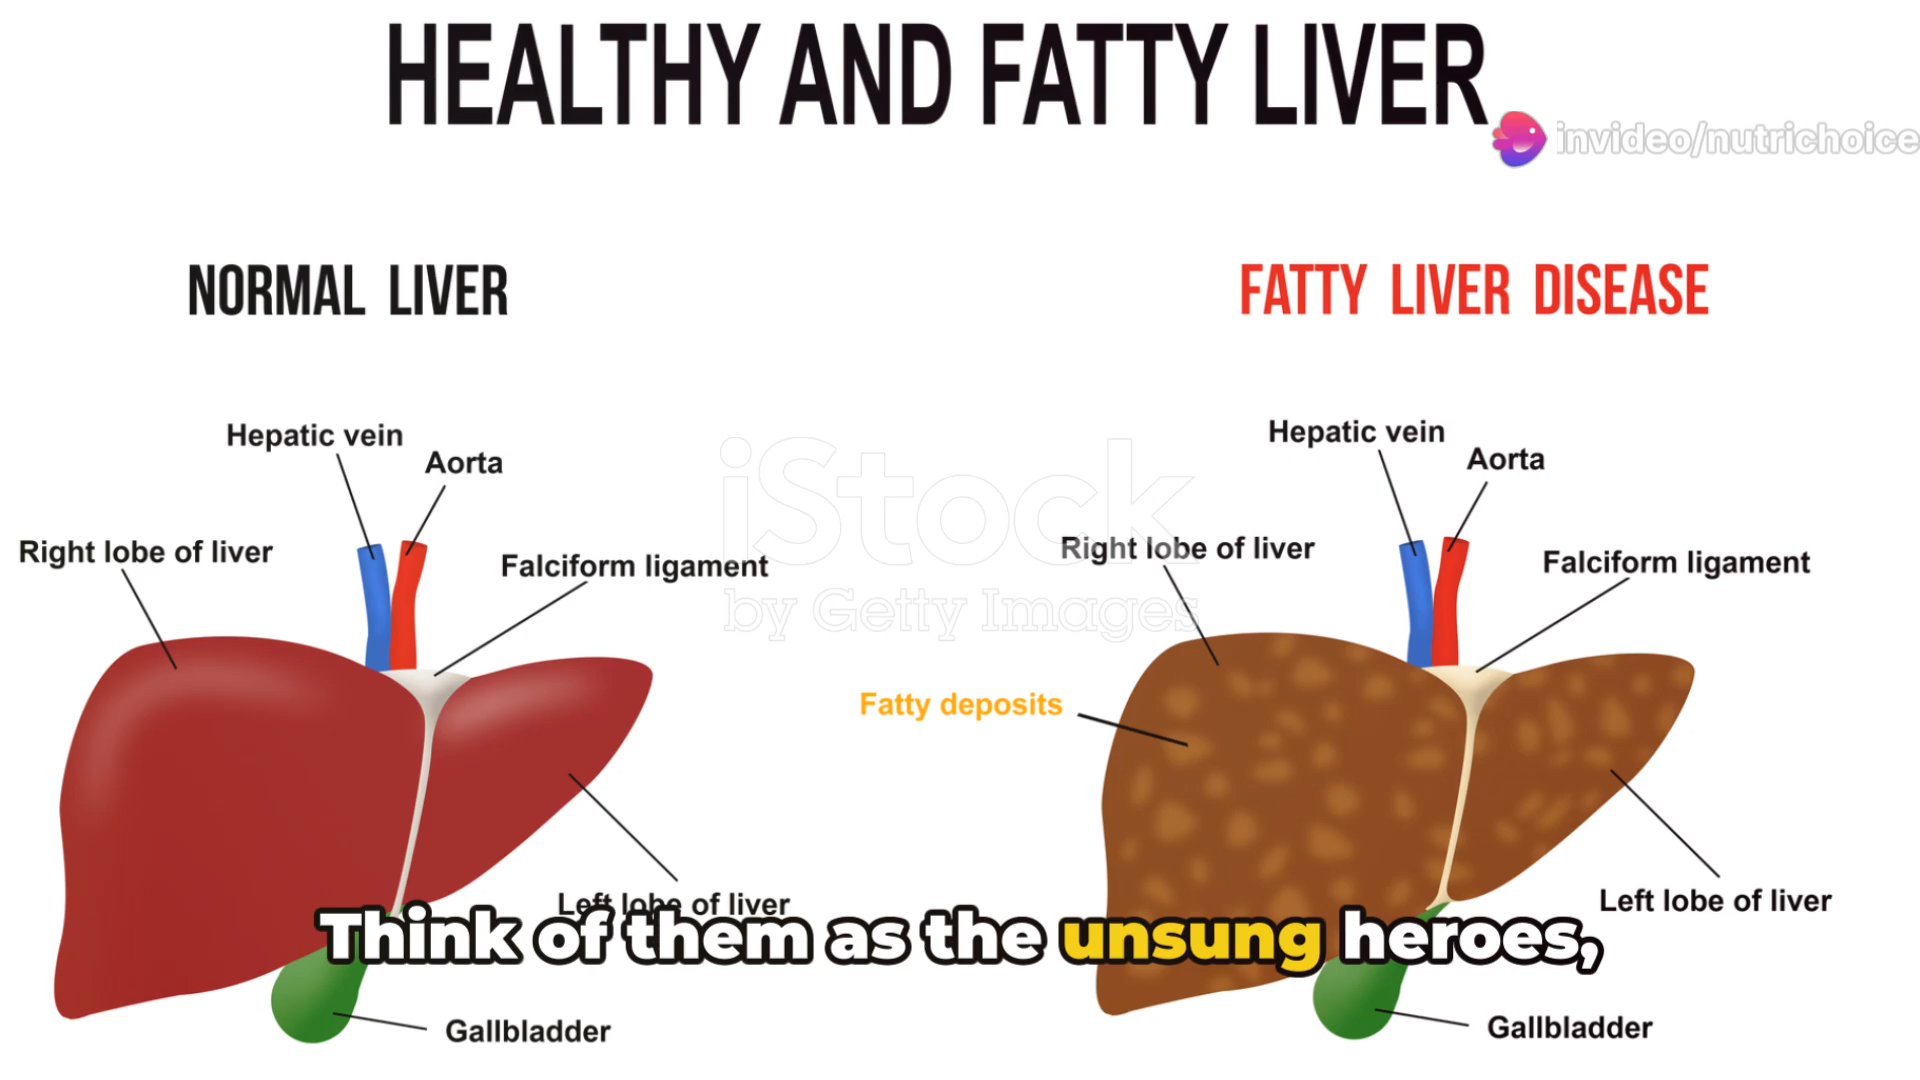 HEALTHY AND FATTY LIVER
invideo/nutrichoice
NORMAL LIVER
FATTY LIVER DISEASE
Hepatic vein
Aorta
Right lobe of liver
Falciform ligament
Left lobe of liver
Gallbladder
iStock
by Getty Images
Hepatic vein
Aorta
Right lobe of liver
Falciform ligament
Fatty deposits
Left lobe of liver
Gallbladder
Think of them as the unsung heroes,